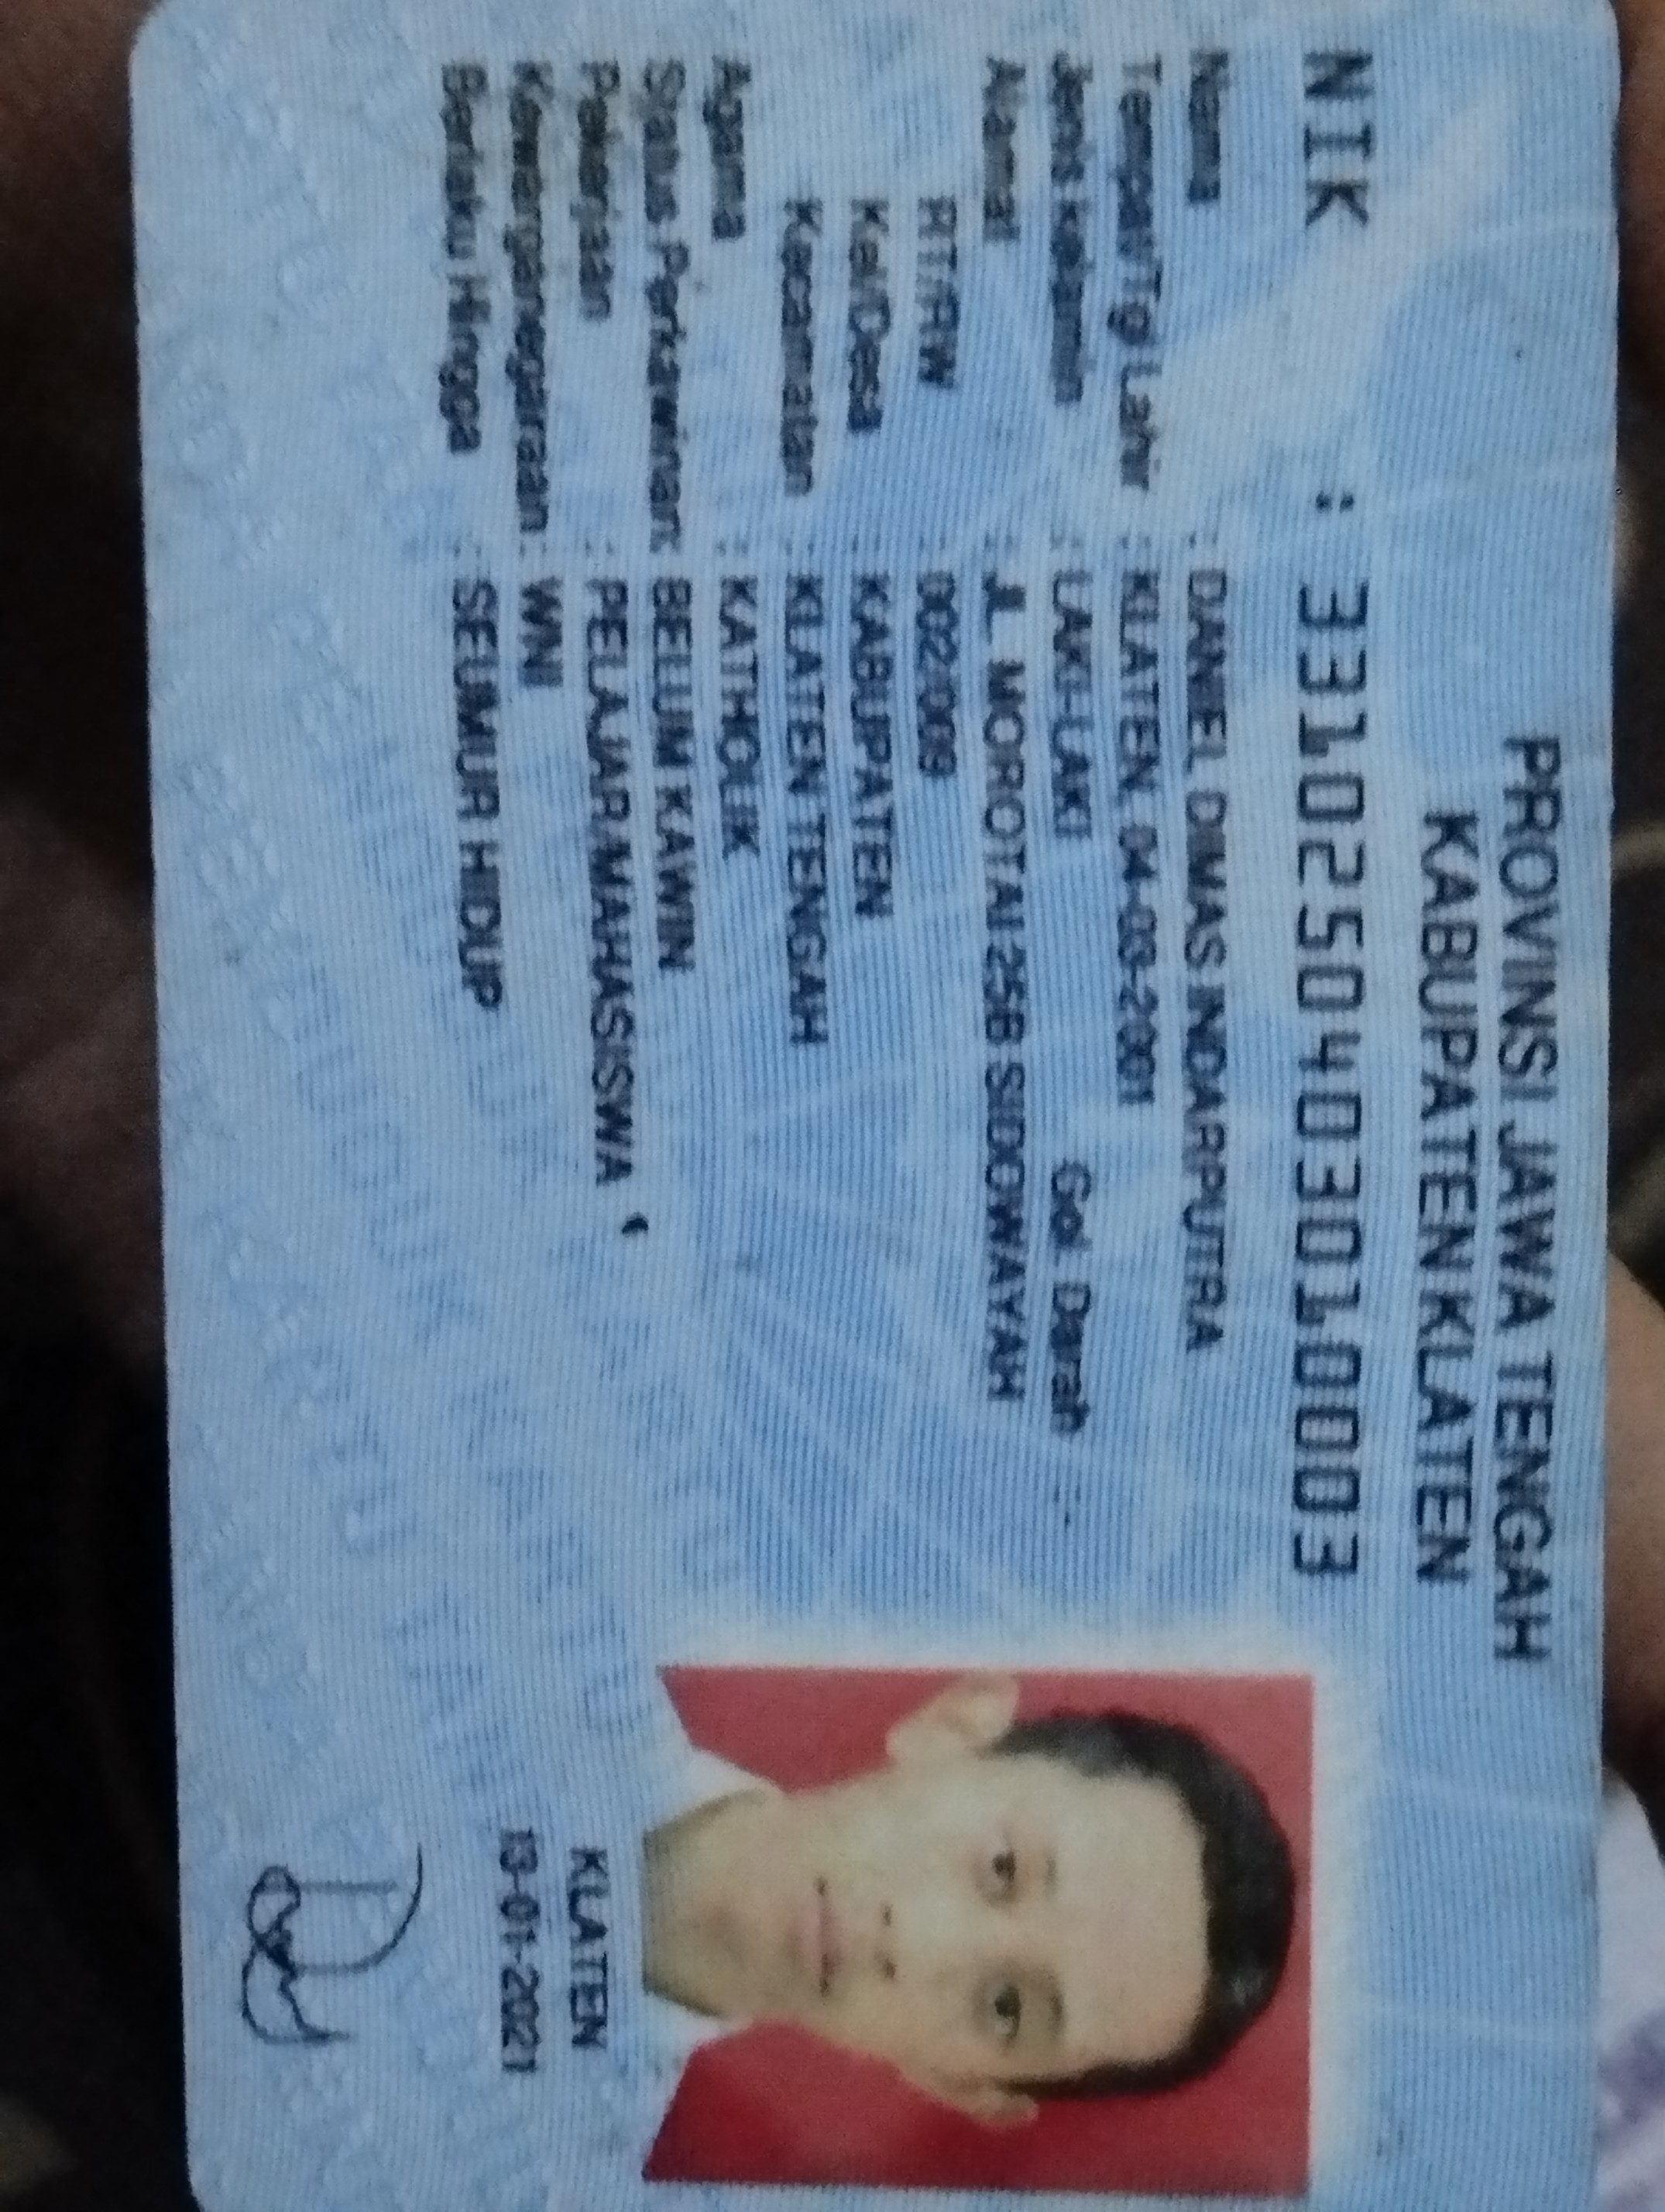 PROVINSI JAWA TENGAH
KABUPATEN KLATEN
NIK : 3310250403010003
Nama : DANIEL DIMAS INDARPUTRA
Tempat/Tgl Lahir : KLATEN, 04-03-2001
Jenis kelamin : LAKI-LAKI Gol. Darah : -
Alamat : JL. MOROTAI 25B SIDOWAYAH
RT/RW : 002/009
Kel/Desa : KABUPATEN
Kecamatan : KLATEN TENGAH
Agama : KATHOLIK
Status Perkawinan: BELUM KAWIN
Pekerjaan : PELAJAR/MAHASISWA
Kewarganegaraan: WNI
Berlaku Hingga : SEUMUR HIDUP
KLATEN
13-01-2021